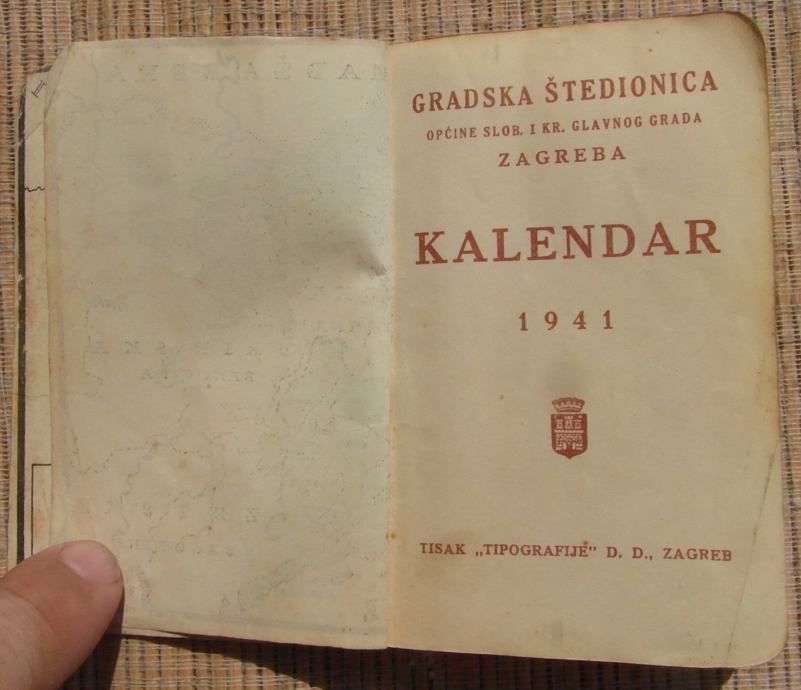 GRADSKA ŠTEDIONICA
OPĆINE SLOB. I KR. GLAVNOG GRADA
ZAGREBA
KALENDAR
1941
TISAK „TIPOGRAFIJE" D. D., ZAGREB